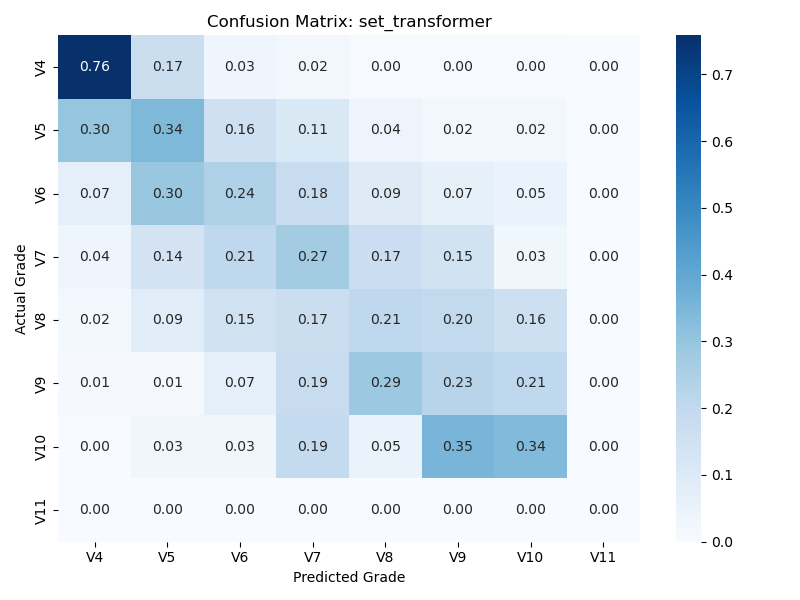 Confusion Matrix: set_transformer
V4 0.76 0.17 0.03 0.02 0.00 0.00 0.00 0.00
V5 0.30 0.34 0.16 0.11 0.04 0.02 0.02 0.00
V6 0.07 0.30 0.24 0.18 0.09 0.07 0.05 0.00
V7 0.04 0.14 0.21 0.27 0.17 0.15 0.03 0.00
V8 0.02 0.09 0.15 0.17 0.21 0.20 0.16 0.00
V9 0.01 0.01 0.07 0.19 0.29 0.23 0.21 0.00
V10 0.00 0.03 0.03 0.19 0.05 0.35 0.34 0.00
V11 0.00 0.00 0.00 0.00 0.00 0.00 0.00 0.00
V4 V5 V6 V7 V8 V9 V10 V11
Predicted Grade
Actual Grade
0.7
0.6
0.5
0.4
0.3
0.2
0.1
0.0